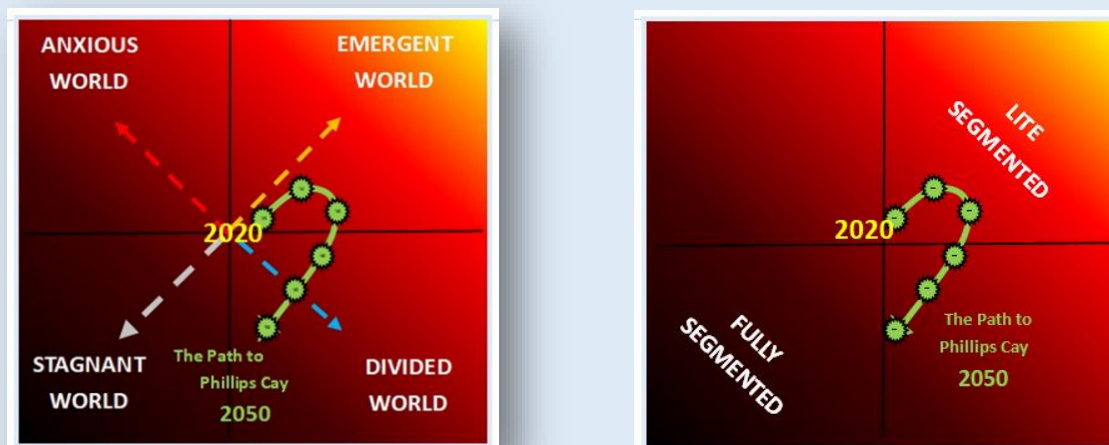 ANXIOUS
WORLD
EMERGENT
WORLD
2020
STAGNANT
WORLD
The Path to
Phillips Cay
2050
DIVIDED
WORLD
LITE
SEGMENTED
2020
FULLY
SEGMENTED
The Path to
Phillips Cay
2050